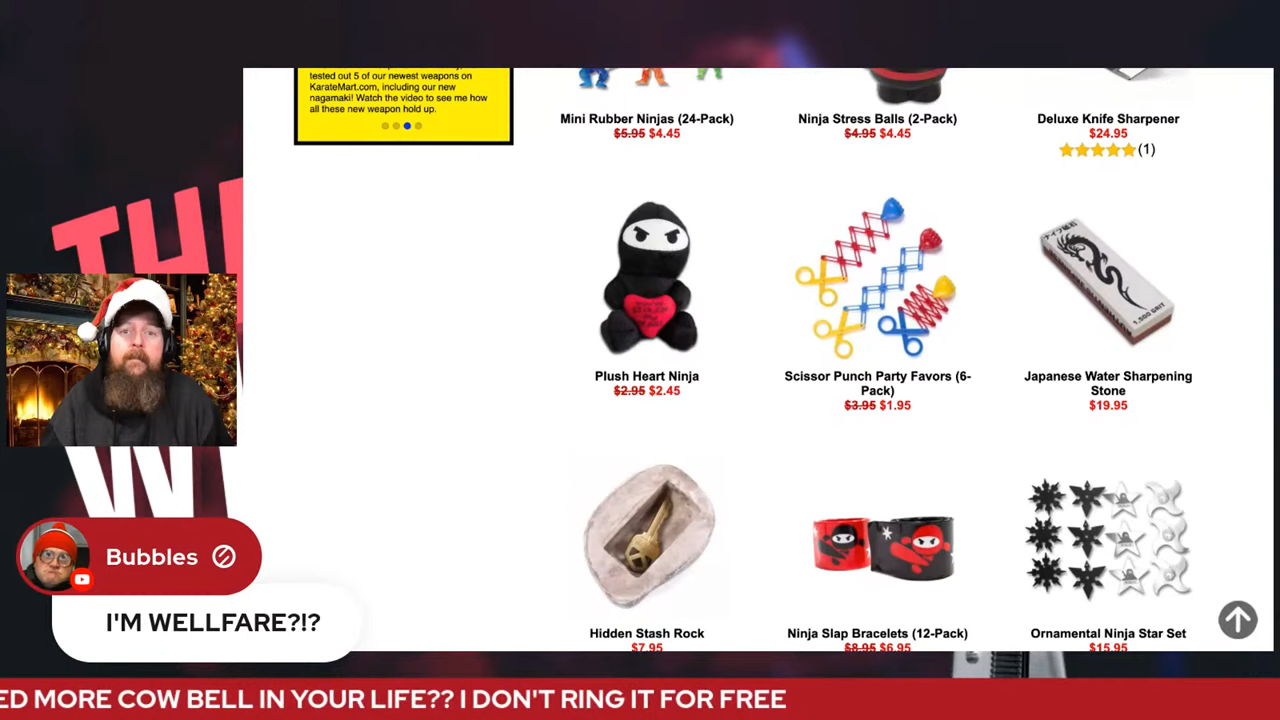 tested out 5 of our newest weapons on
KarateMart.com, including our new
nagamaki! Watch the video to see me how
all these new weapon hold up.
Mini Rubber Ninjas (24-Pack)
$5.95 $4.45
Ninja Stress Balls (2-Pack)
$4.95 $4.45
Deluxe Knife Sharpener
$24.95
(1)
TH
W
Plush Heart Ninja
$2.95 $2.45
Scissor Punch Party Favors (6-
Pack)
$3.95 $1.95
1,500 GRIT
Japanese Water Sharpening
Stone
$19.95
Hidden Stash Rock
$7.95
Ninja Slap Bracelets (12-Pack)
$8.95 $6.95
Ornamental Ninja Star Set
$15.95
Bubbles
I'M WELLFARE?!?
ED MORE COW BELL IN YOUR LIFE?? I DON'T RING IT FOR FREE